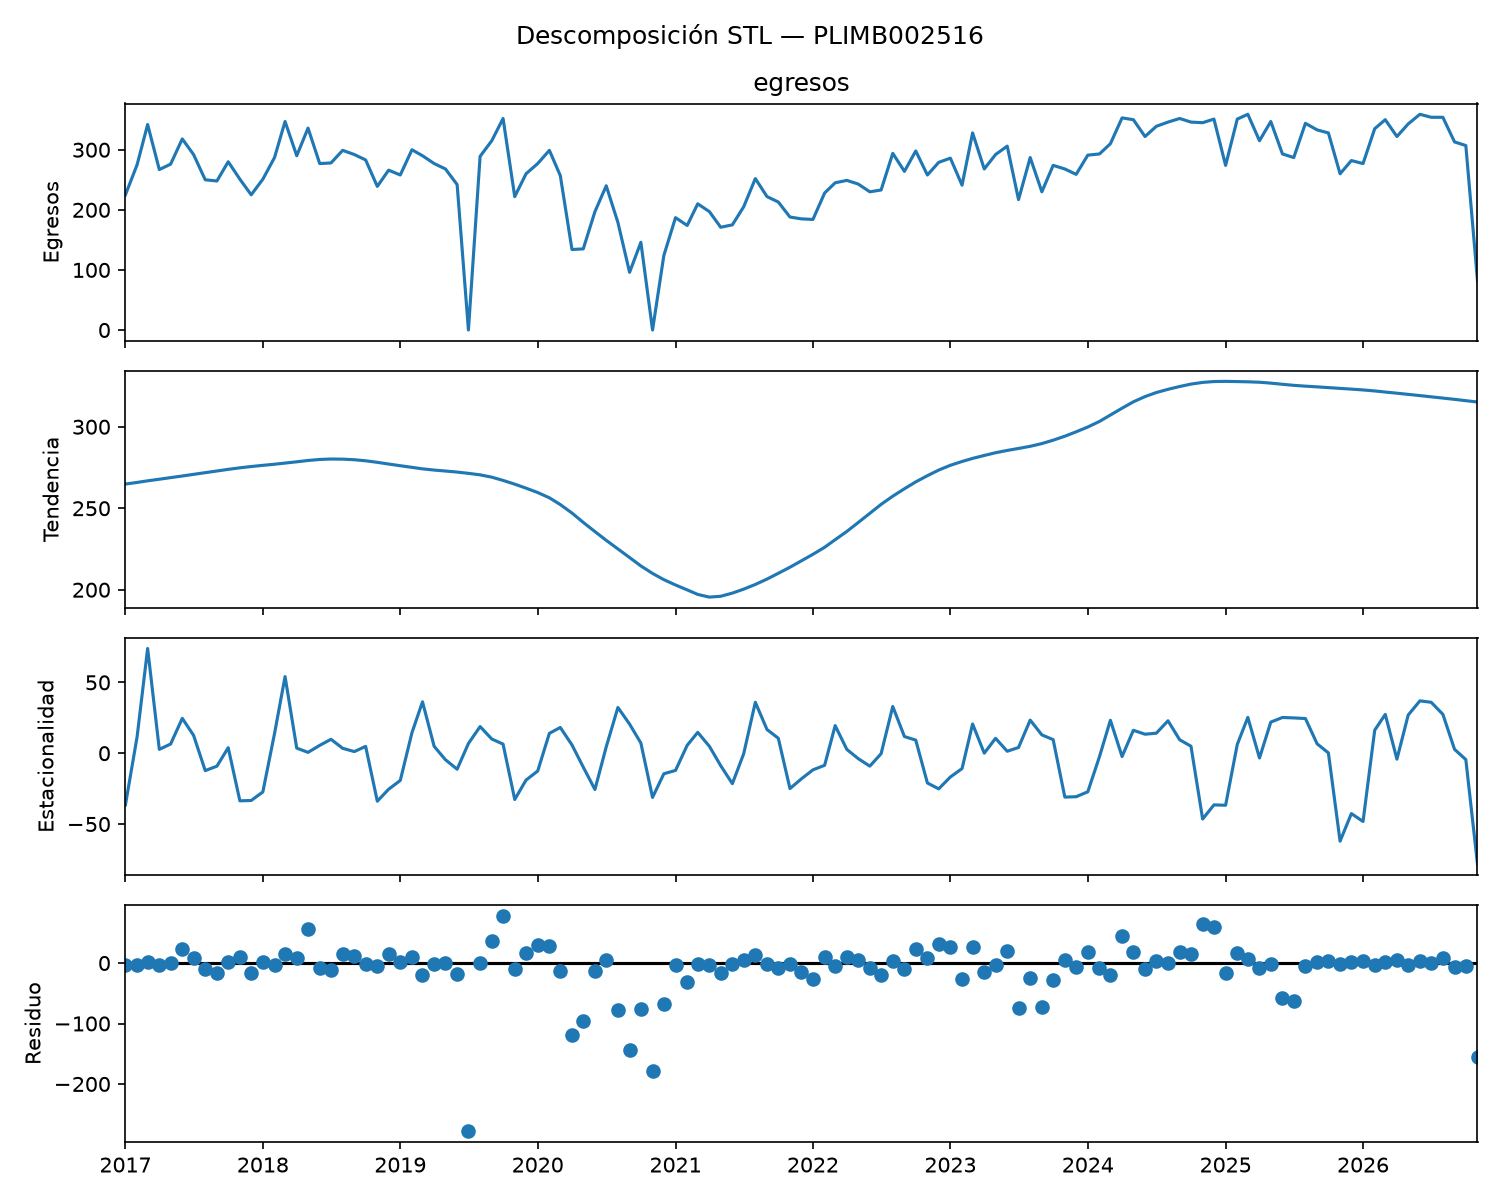 Descomposición STL — PLIMB002516
egresos
Egresos
300
200
100
0
Tendencia
300
250
200
Estacionalidad
50
0
−50
Residuo
0
−100
−200
2017 2018 2019 2020 2021 2022 2023 2024 2025 2026